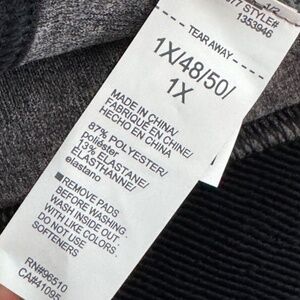 STYLE#
1353946
TEAR AWAY
1X/48/50/
1X
MADE IN CHINA/
FABRIQUE EN CHINE/
HECHO EN CHINA
87% POLYESTER/
poliéster
13% ELASTANE/
ELASTHANNE/
elastano
■REMOVE PADS
BEFORE WASHING.
WASH INSIDE OUT.
WITH LIKE COLORS.
DO NOT USE
SOFTENERS
RN#96510
CA#41095